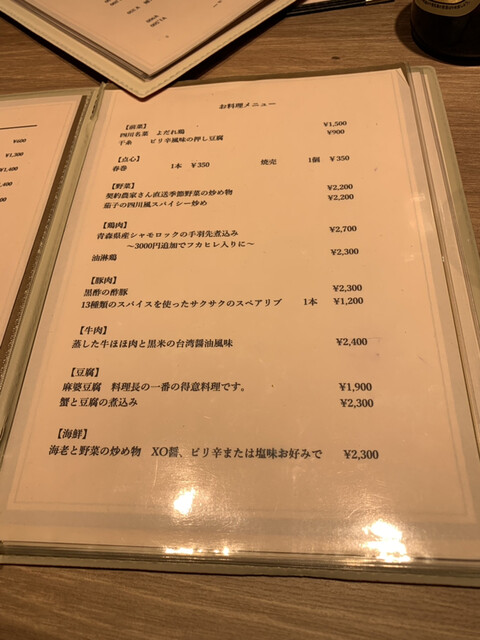 お料理メニュー
【前菜】
四川名菜 よだれ鶏 ¥1,500
干糸 ピリ辛風味の押し豆腐 ¥900
【点心】
春巻 1本 ¥350 焼売 1個 ¥350
【野菜】
契約農家さん直送季節野菜の炒め物 ¥2,200
茄子の四川風スパイシー炒め ¥2,200
【鶏肉】
青森県産シャモロックの手羽先煮込み ¥2,700
～3000円追加でフカヒレ入りに～
油淋鶏 ¥2,300
【豚肉】
黒酢の酢豚 ¥2,300
13種類のスパイスを使ったサクサクのスペアリブ 1本 ¥1,200
【牛肉】
蒸した牛ほほ肉と黒米の台湾醤油風味 ¥2,400
【豆腐】
麻婆豆腐 料理長の一番の得意料理です。 ¥1,900
蟹と豆腐の煮込み ¥2,300
【海鮮】
海老と野菜の炒め物 XO醤、ピリ辛または塩味お好みで ¥2,300
¥600
¥1,300
¥1,400
¥1,400